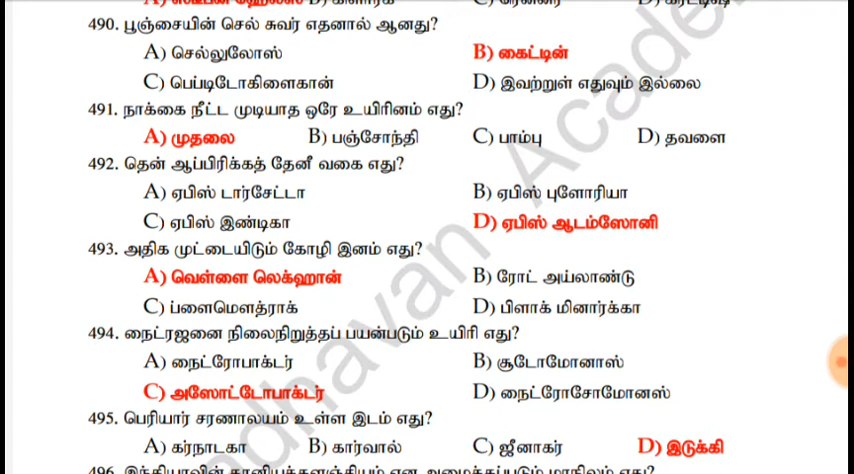 490. பூஞ்சையின் செல் சுவர் எதனால் ஆனது?
A) செல்லுலோஸ் B) கைட்டின்
C) பெப்டிடோகிளைகான் D) இவற்றுள் எதுவும் இல்லை
491. நாக்கை நீட்ட முடியாத ஒரே உயிரினம் எது?
A) முதலை B) பஞ்சோந்தி C) பாம்பு D) தவளை
492. தென் ஆப்பிரிக்கத் தேனீ வகை எது?
A) ஏபிஸ் டார்சேட்டா B) ஏபிஸ் புளோரியா
C) ஏபிஸ் இண்டிகா D) ஏபிஸ் ஆடம்ஸோனி
493. அதிக முட்டையிடும் கோழி இனம் எது?
A) வெள்ளை லெக்ஹான் B) ரோட் அய்லாண்டு
C) ப்ளைமௌத்ராக் D) பிளாக் மினார்க்கா
494. நைட்ரஜனை நிலைநிறுத்தப் பயன்படும் உயிரி எது?
A) நைட்ரோபாக்டர் B) சூடோமோனாஸ்
C) அஸோட்டோபாக்டர் D) நைட்ரோசோமோனஸ்
495. பெரியார் சரணாலயம் உள்ள இடம் எது?
A) கர்நாடகா B) கார்வால் C) ஜீனாகர் D) இடுக்கி
adhavan Acade